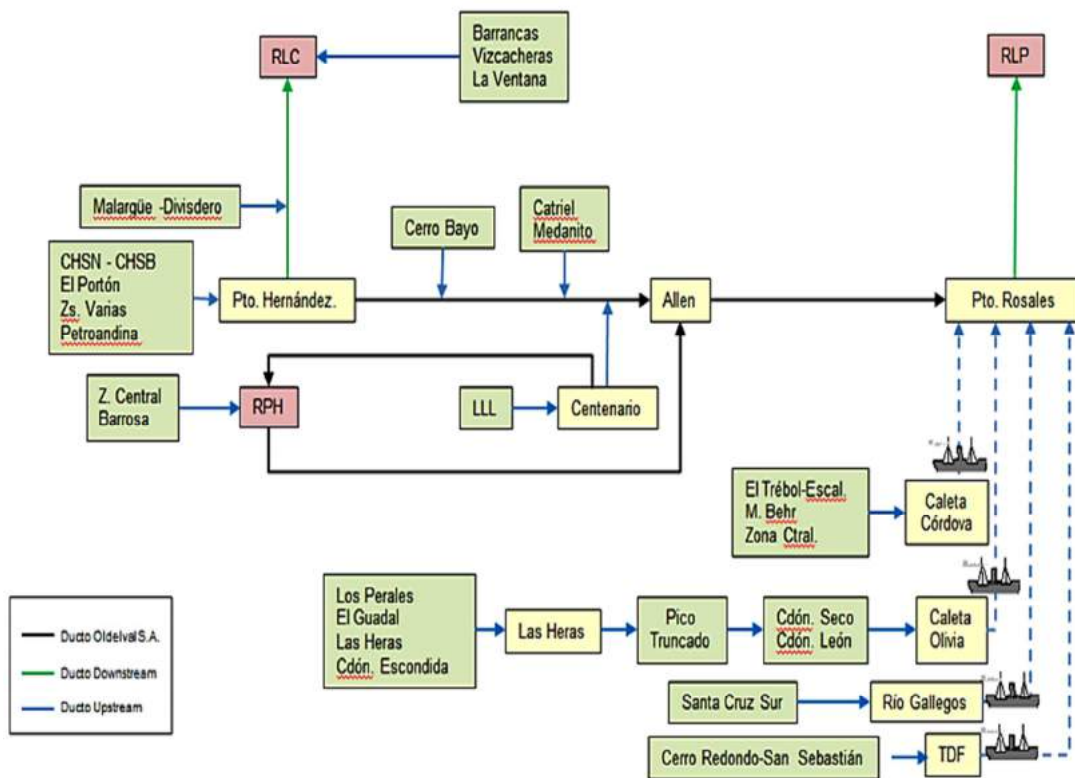 RLC
Barrancas
Vizcacheras
La Ventana
RLP
Malargüe -Divisdero
Cerro Bayo
Catriel
Medanito
CHSN - CHSB
El Portón
Zs. Varias
Petroandina
Pto. Hernández.
Allen
Pto. Rosales
Z. Central
Barrosa
RPH
LLL
Centenario
El Trébol-Escal.
M. Behr
Zona Ctral.
Caleta
Córdova
Los Perales
El Guadal
Las Heras
Cdón. Escondida
Las Heras
Pico
Truncado
Cdón. Seco
Cdón. León
Caleta
Olivia
Santa Cruz Sur
Río Gallegos
Cerro Redondo-San Sebastián
TDF
Ducto Oldelval S.A.
Ducto Downstream
Ducto Upstream